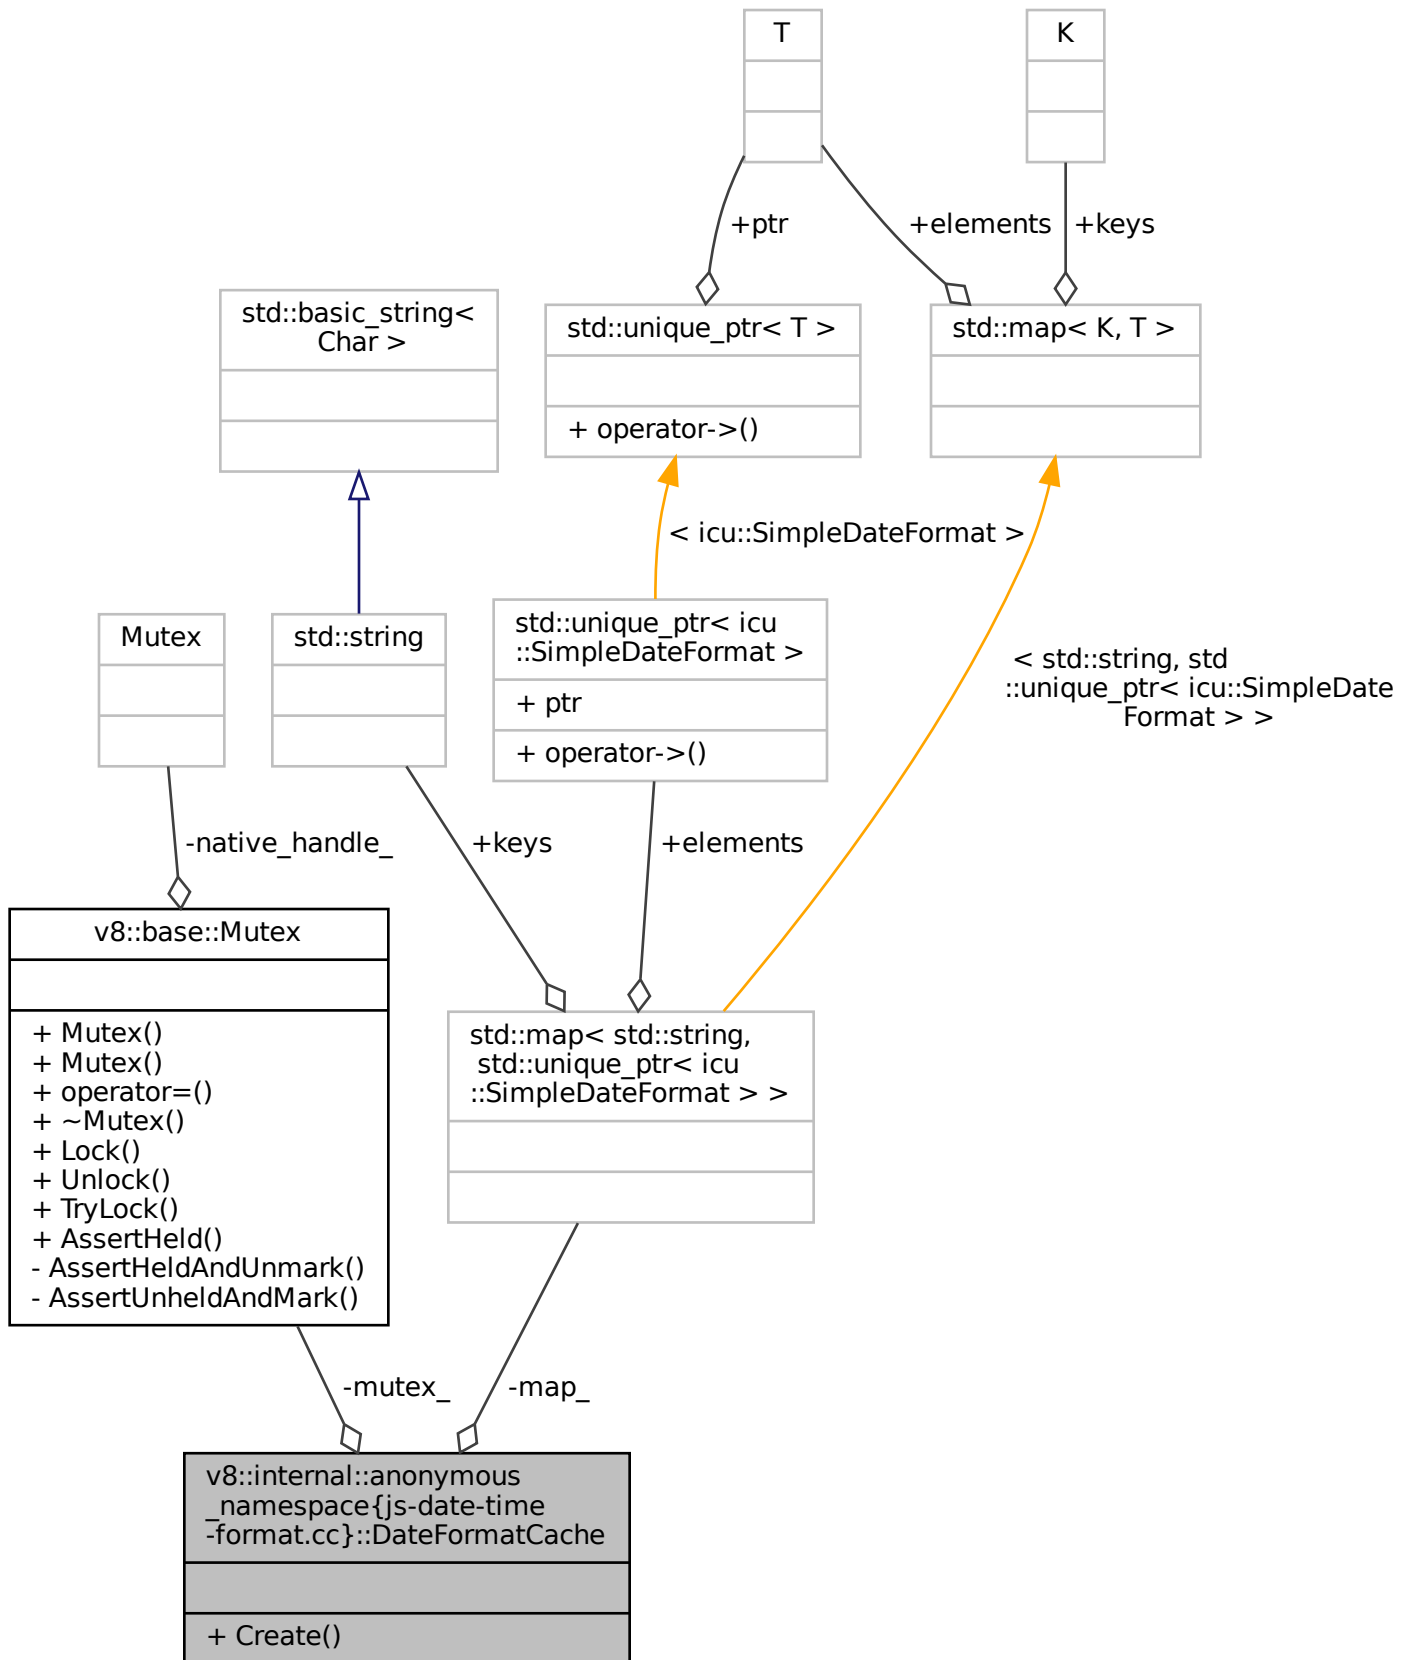 T
K
+ptr
+elements
+keys
std::basic_string<
Char >
std::unique_ptr< T >
+ operator->()
std::map< K, T >
< icu::SimpleDateFormat >
Mutex
std::string
std::unique_ptr< icu
::SimpleDateFormat >
+ ptr
+ operator->()
< std::string, std
::unique_ptr< icu::SimpleDate
Format > >
-native_handle_
+keys
+elements
v8::base::Mutex
+ Mutex()
+ Mutex()
+ operator=()
+ ~Mutex()
+ Lock()
+ Unlock()
+ TryLock()
+ AssertHeld()
- AssertHeldAndUnmark()
- AssertUnheldAndMark()
std::map< std::string,
std::unique_ptr< icu
::SimpleDateFormat > >
-mutex_
-map_
v8::internal::anonymous
_namespace{js-date-time
-format.cc}::DateFormatCache
+ Create()